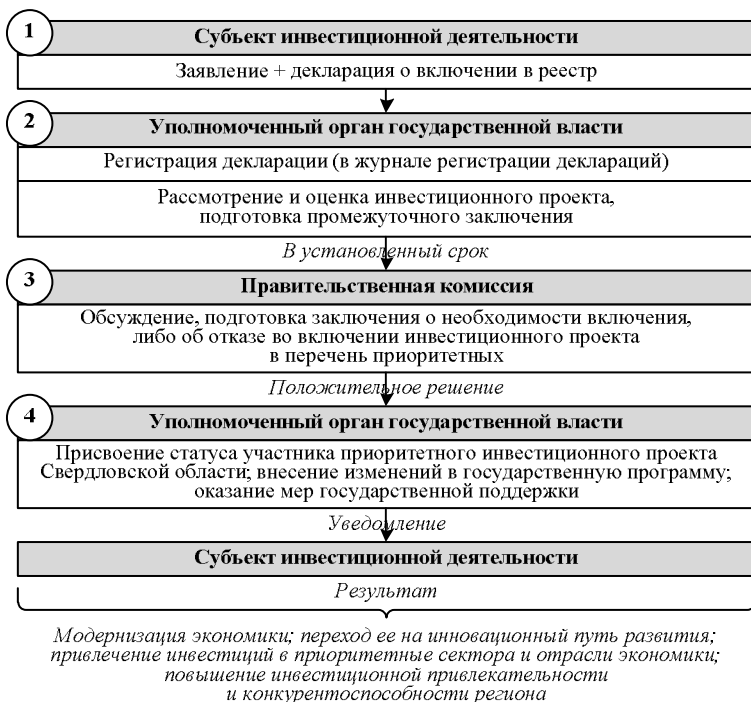 1
Субъект инвестиционной деятельности
Заявление + декларация о включении в реестр
2
Уполномоченный орган государственной власти
Регистрация декларации (в журнале регистрации деклараций)
Рассмотрение и оценка инвестиционного проекта,
подготовка промежуточного заключения
В установленный срок
3
Правительственная комиссия
Обсуждение, подготовка заключения о необходимости включения,
либо об отказе во включении инвестиционного проекта
в перечень приоритетных
Положительное решение
4
Уполномоченный орган государственной власти
Присвоение статуса участника приоритетного инвестиционного проекта
Свердловской области; внесение изменений в государственную программу;
оказание мер государственной поддержки
Уведомление
Субъект инвестиционной деятельности
Результат
Модернизация экономики; переход ее на инновационный путь развития;
привлечение инвестиций в приоритетные сектора и отрасли экономики;
повышение инвестиционной привлекательности
и конкурентоспособности региона